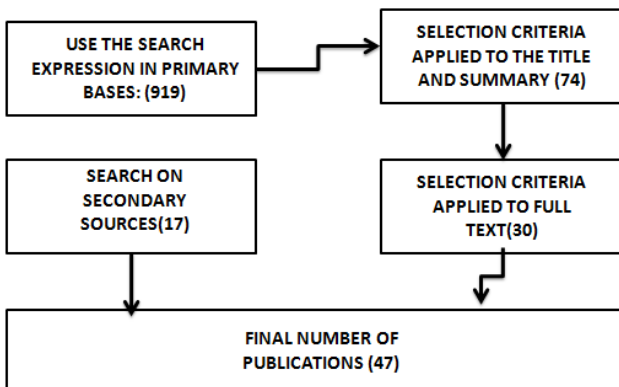 USE THE SEARCH
EXPRESSION IN PRIMARY
BASES: (919)
SELECTION CRITERIA
APPLIED TO THE TITLE
AND SUMMARY (74)
SEARCH ON
SECONDARY
SOURCES(17)
SELECTION CRITERIA
APPLIED TO FULL
TEXT(30)
FINAL NUMBER OF
PUBLICATIONS (47)